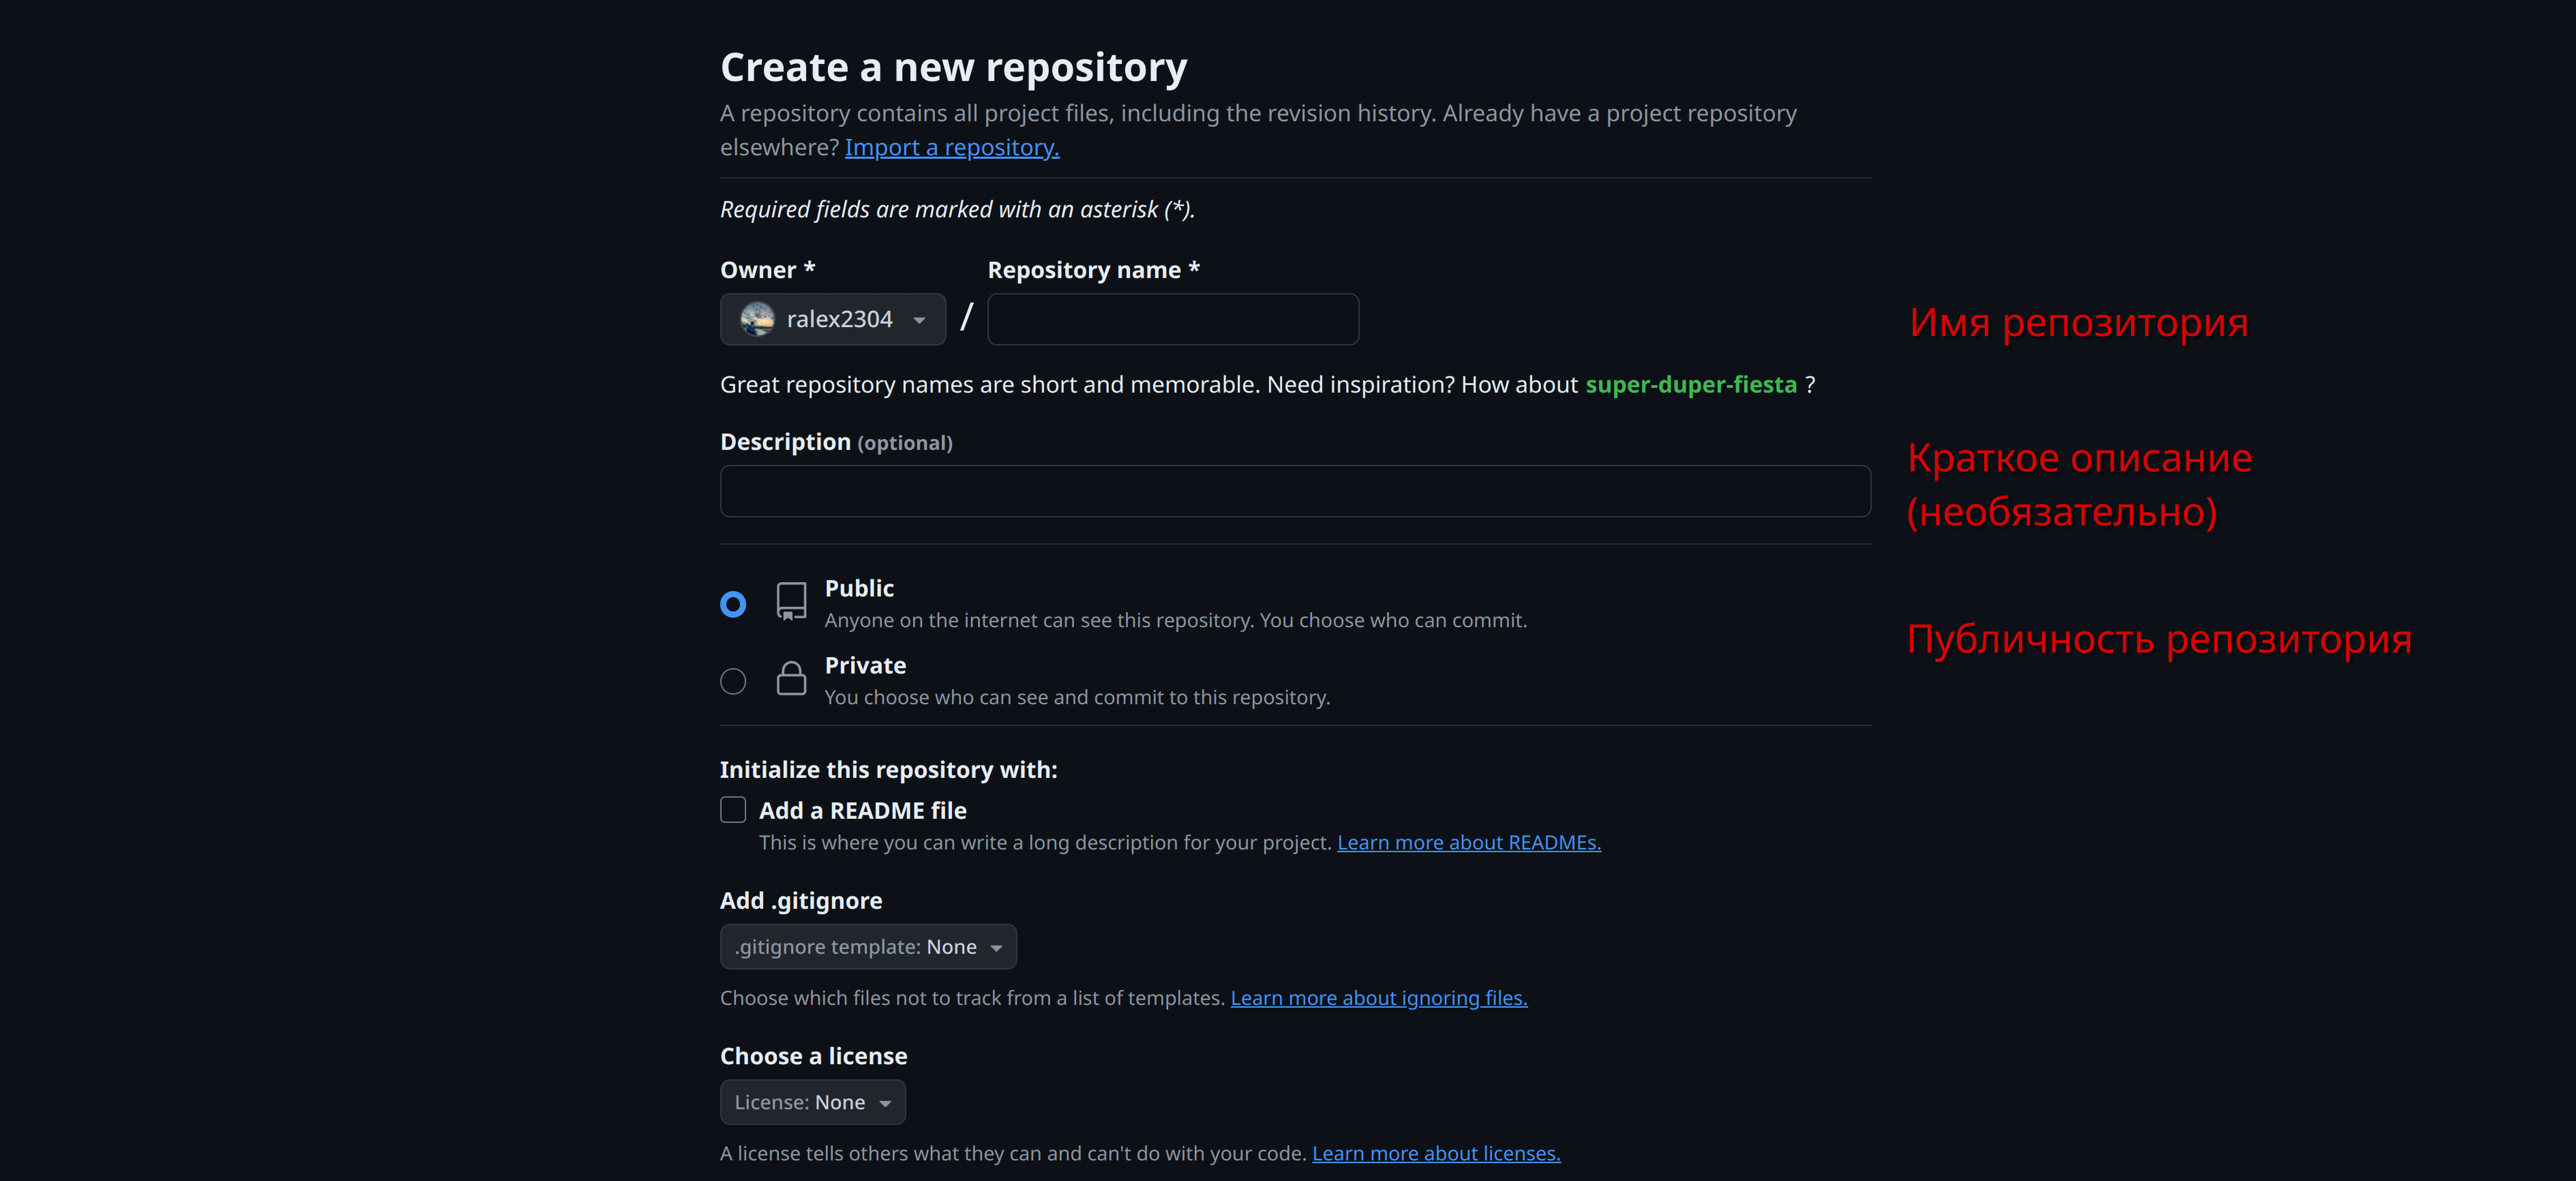 Create a new repository
A repository contains all project files, including the revision history. Already have a project repository
elsewhere? Import a repository.
Required fields are marked with an asterisk (*).
Owner * Repository name *
ralex2304 / Имя репозитория
Great repository names are short and memorable. Need inspiration? How about super-duper-fiesta ?
Description (optional)
Краткое описание
(необязательно)
Public
Anyone on the internet can see this repository. You choose who can commit.
Публичность репозитория
Private
You choose who can see and commit to this repository.
Initialize this repository with:
Add a README file
This is where you can write a long description for your project. Learn more about READMEs.
Add .gitignore
.gitignore template: None
Choose which files not to track from a list of templates. Learn more about ignoring files.
Choose a license
License: None
A license tells others what they can and can't do with your code. Learn more about licenses.